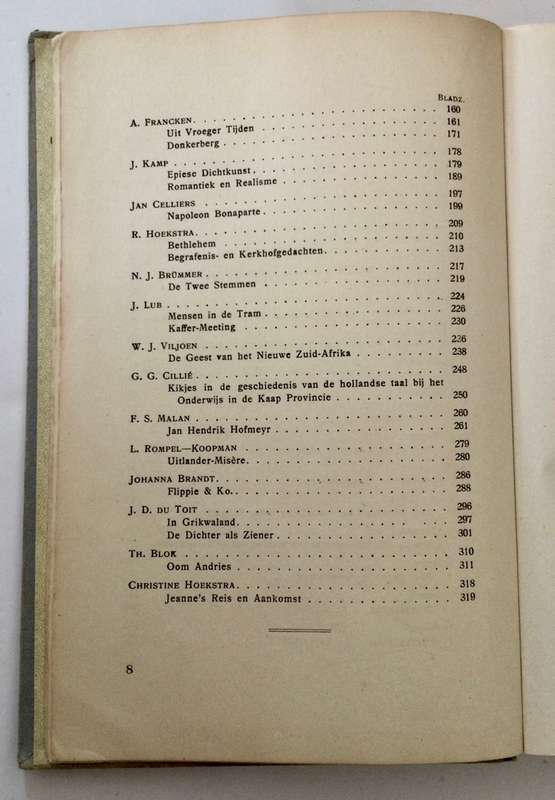 BLADZ.
A. FRANCKEN. . . . . . . . . . . . . . . . . . . . . 160
Uit Vroeger Tijden . . . . . . . . . . . . . . . . 161
Donkerberg . . . . . . . . . . . . . . . . . . . 171
J. KAMP . . . . . . . . . . . . . . . . . . . . . . 178
Epiese Dichtkunst. . . . . . . . . . . . . . . . . 179
Romantiek en Realisme . . . . . . . . . . . . . . 189
JAN CELLIERS . . . . . . . . . . . . . . . . . . . . 197
Napoleon Bonaparte. . . . . . . . . . . . . . . . 199
R. HOEKSTRA. . . . . . . . . . . . . . . . . . . . . 209
Bethlehem . . . . . . . . . . . . . . . . . . . . 210
Begrafenis- en Kerkhofgedachten. . . . . . . . . . 213
N. J. BRÜMMER . . . . . . . . . . . . . . . . . . . . 217
De Twee Stemmen . . . . . . . . . . . . . . . . . 219
J. LUB . . . . . . . . . . . . . . . . . . . . . . . 224
Mensen in de Tram . . . . . . . . . . . . . . . . 226
Kaffer-Meeting . . . . . . . . . . . . . . . . . . 230
W. J. VILJOEN . . . . . . . . . . . . . . . . . . . . 236
De Geest van het Nieuwe Zuid-Afrika . . . . . . . . 238
G. G. CILLIÉ . . . . . . . . . . . . . . . . . . . . 248
Kikjes in de geschiedenis van de hollandse taal bij het
Onderwijs in de Kaap Provincie . . . . . . . . . 250
F. S. MALAN . . . . . . . . . . . . . . . . . . . . . 260
Jan Hendrik Hofmeyr . . . . . . . . . . . . . . . 261
L. ROMPEL—KOOPMAN . . . . . . . . . . . . . . . . . 279
Uitlander-Misère. . . . . . . . . . . . . . . . . . 280
JOHANNA BRANDT. . . . . . . . . . . . . . . . . . . 286
Flippie & Ko. . . . . . . . . . . . . . . . . . . . 288
J. D. DU TOIT . . . . . . . . . . . . . . . . . . . . 296
In Grikwaland. . . . . . . . . . . . . . . . . . . 297
De Dichter als Ziener . . . . . . . . . . . . . . . 301
TH. BLOK . . . . . . . . . . . . . . . . . . . . . . 310
Oom Andries . . . . . . . . . . . . . . . . . . . 311
CHRISTINE HOEKSTRA. . . . . . . . . . . . . . . . . . 318
Jeanne's Reis en Aankomst . . . . . . . . . . . . . 319
8